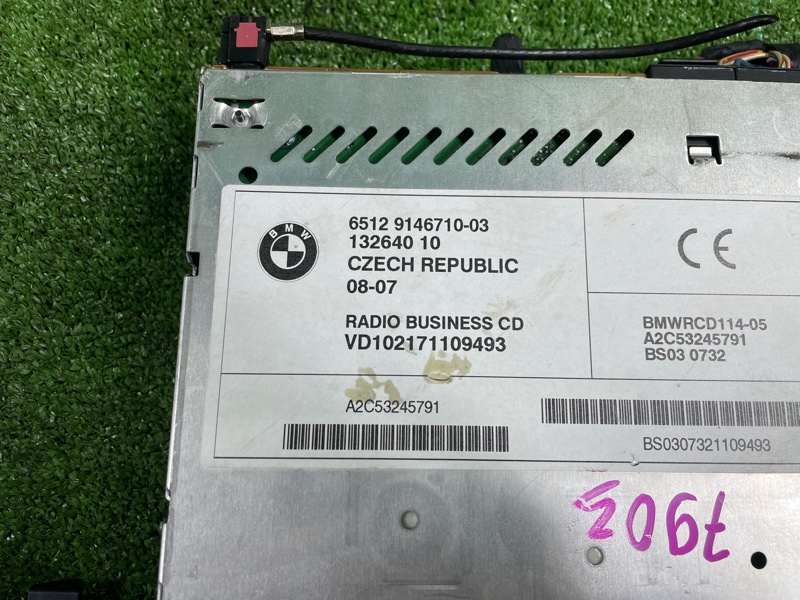 BMW
6512 9146710-03
132640 10
CZECH REPUBLIC
08-07
RADIO BUSINESS CD
VD102171109493
CE
BMWRCD114-05
A2C53245791
BS03 0732
A2C53245791
BS0307321109493
7902